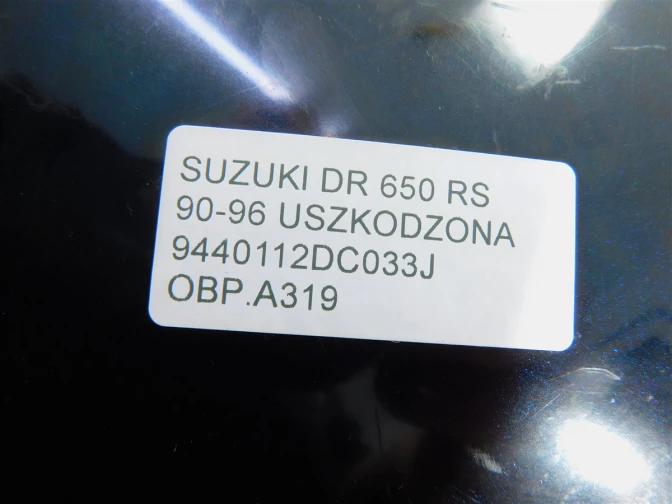 SUZUKI DR 650 RS
90-96 USZKODZONA
9440112DC033J
OBP.A319